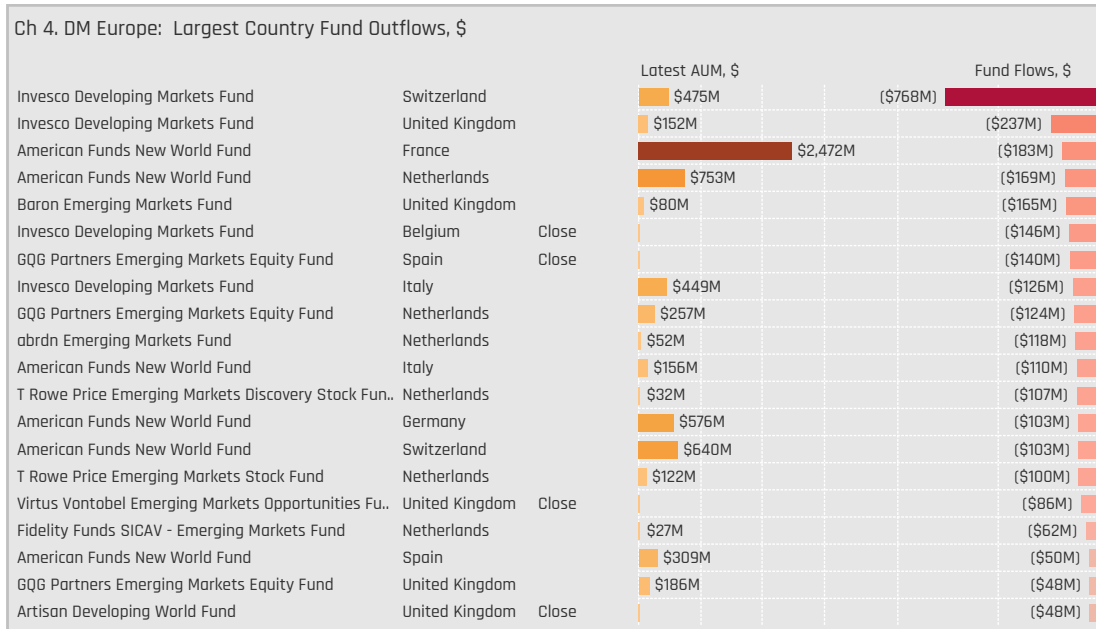 Ch 4. DM Europe:  Largest Country Fund Outflows, $
Latest AUM, $ Fund Flows, $
Invesco Developing Markets Fund Switzerland $475M ($768M)
Invesco Developing Markets Fund United Kingdom $152M ($237M)
American Funds New World Fund France $2,472M ($183M)
American Funds New World Fund Netherlands $753M ($169M)
Baron Emerging Markets Fund United Kingdom $80M ($165M)
Invesco Developing Markets Fund Belgium Close ($146M)
GQG Partners Emerging Markets Equity Fund Spain Close ($140M)
Invesco Developing Markets Fund Italy $449M ($126M)
GQG Partners Emerging Markets Equity Fund Netherlands $257M ($124M)
abrdn Emerging Markets Fund Netherlands $52M ($118M)
American Funds New World Fund Italy $156M ($110M)
T Rowe Price Emerging Markets Discovery Stock Fun.. Netherlands $32M ($107M)
American Funds New World Fund Germany $576M ($103M)
American Funds New World Fund Switzerland $640M ($103M)
T Rowe Price Emerging Markets Stock Fund Netherlands $122M ($100M)
Virtus Vontobel Emerging Markets Opportunities Fu.. United Kingdom Close ($86M)
Fidelity Funds SICAV - Emerging Markets Fund Netherlands $27M ($62M)
American Funds New World Fund Spain $309M ($50M)
GQG Partners Emerging Markets Equity Fund United Kingdom $186M ($48M)
Artisan Developing World Fund United Kingdom Close ($48M)